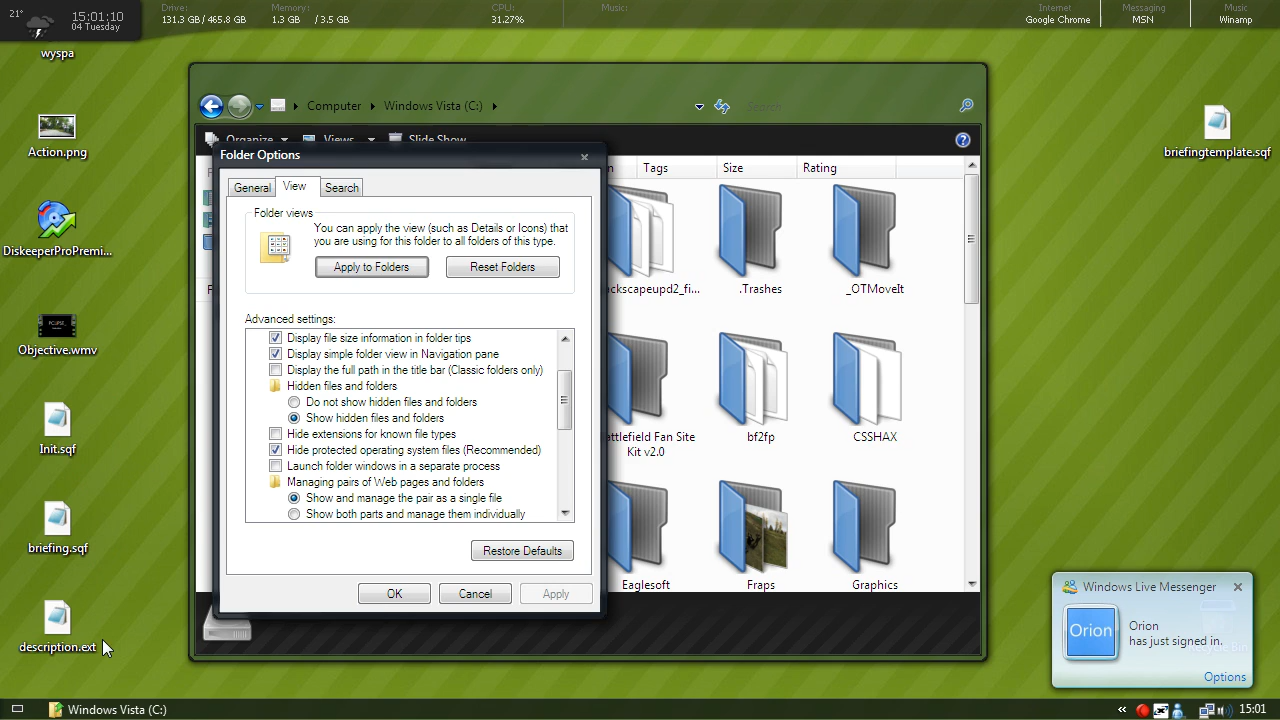 21°
15:01:10
04 Tuesday
Drive:
131.3 GB / 465.8 GB
Memory:
1.3 GB / 3.5 GB
CPU:
31.27%
Music:
Internet
Google Chrome
Messaging
MSN
Music
Winamp
wyspa
Action.png
DiskeeperProPremi...
Objective.wmv
Init.sqf
briefing.sqf
description.ext
briefingtemplate.sqf
Computer
Windows Vista (C:)
Search
Organize
Views
Slide Show
Tags
Size
Rating
.Trashes
_OTMoveIt
Kit v2.0
bf2fp
CSSHAX
Eaglesoft
Fraps
Graphics
Folder Options
General
View
Search
Folder views
You can apply the view (such as Details or Icons) that
you are using for this folder to all folders of this type.
Apply to Folders
Reset Folders
Advanced settings:
Display file size information in folder tips
Display simple folder view in Navigation pane
Display the full path in the title bar (Classic folders only)
Hidden files and folders
Do not show hidden files and folders
Show hidden files and folders
Hide extensions for known file types
Hide protected operating system files (Recommended)
Launch folder windows in a separate process
Managing pairs of Web pages and folders
Show and manage the pair as a single file
Show both parts and manage them individually
Restore Defaults
OK
Cancel
Apply
Windows Live Messenger
Orion
Orion
has just signed in.
Options
Windows Vista (C:)
15:01